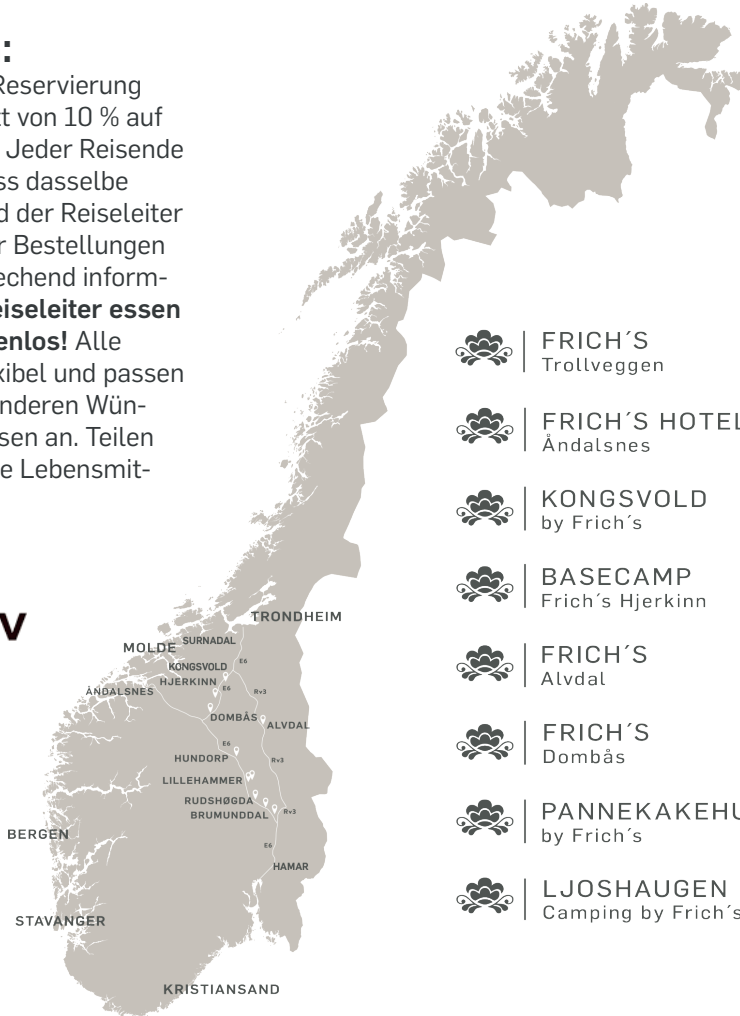 :
Reservierung
t von 10 % auf
Jeder Reisende
ss dasselbe
d der Reiseleiter
r Bestellungen
echend inform-
eiseleiter essen
enlos! Alle
xibel und passen
nderen Wün-
sen an. Teilen
e Lebensmit-
V
TRONDHEIM
SURNADAL
MOLDE
E6
KONGSVOLD
HJERKINN
E6
ÅNDALSNES
Rv3
DOMBÅS
ALVDAL
E6
HUNDORP
Rv3
LILLEHAMMER
RUDSHØGDA
Rv3
BRUMUNDDAL
BERGEN
E6
HAMAR
STAVANGER
KRISTIANSAND
FRICH´S
Trollveggen
FRICH´S HOTEL
Åndalsnes
KONGSVOLD
by Frich´s
BASECAMP
Frich´s Hjerkinn
FRICH´S
Alvdal
FRICH´S
Dombås
PANNEKAKEHU
by Frich´s
LJOSHAUGEN
Camping by Frich´s